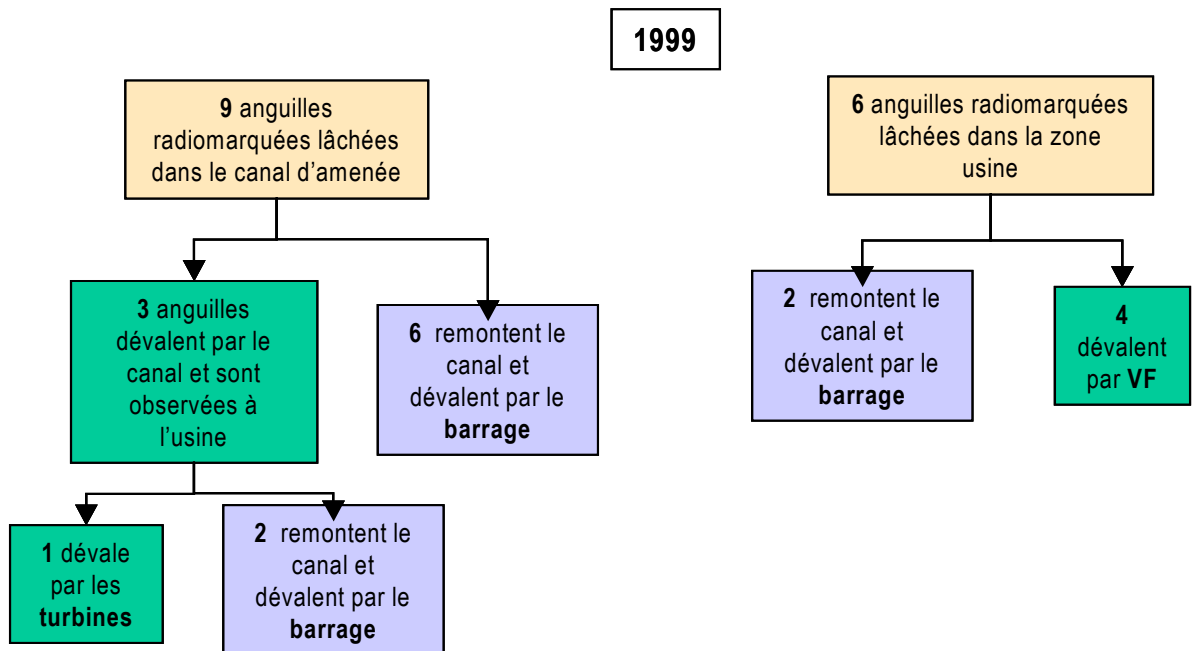 1999
9 anguilles
radiomarquées lâchées
dans le canal d'amenée
6 anguilles radiomarquées
lâchées dans la zone
usine
3 anguilles
dévalent par le
canal et sont
observées à
l'usine
6 remontent le
canal et
dévalent par le
barrage
2 remontent le
canal et
dévalent par le
barrage
4
dévalent
par VF
1 dévale
par les
turbines
2 remontent le
canal et
dévalent par le
barrage